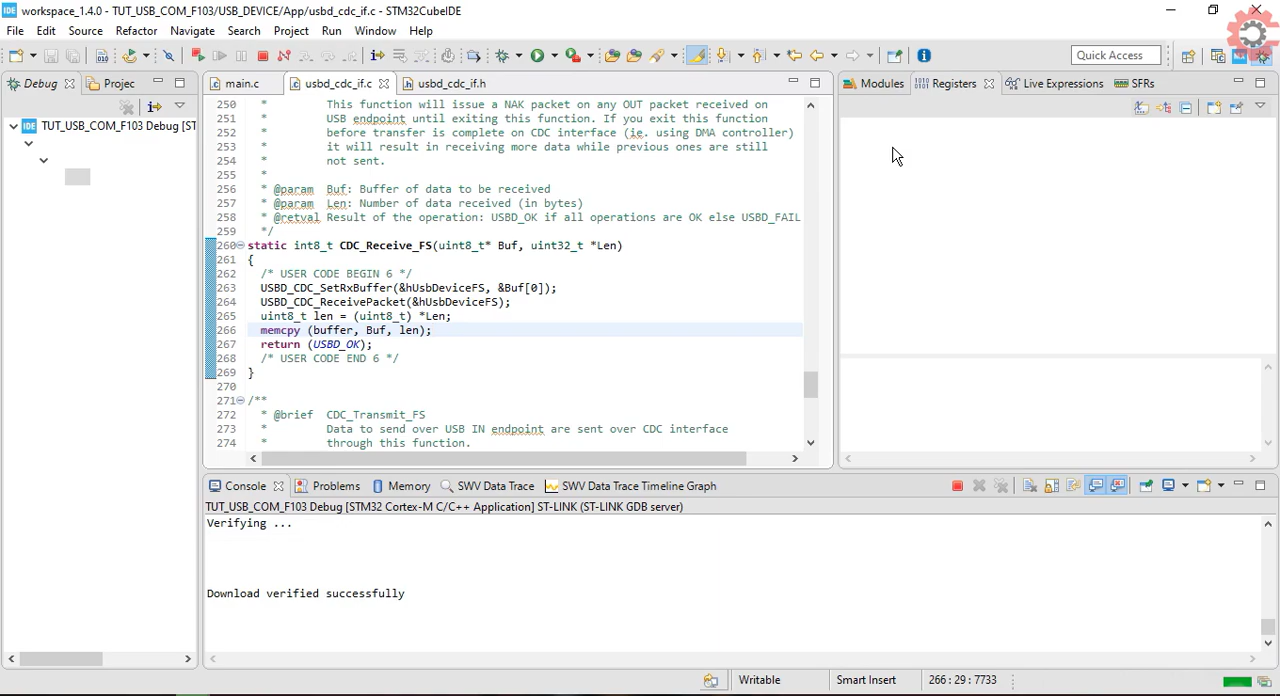 workspace_1.4.0 - TUT_USB_COM_F103/USB_DEVICE/App/usbd_cdc_if.c - STM32CubeIDE
File Edit Source Refactor Navigate Search Project Run Window Help
Quick Access
Debug Projec main.c usbd_cdc_if.c usbd_cdc_if.h Modules Registers Live Expressions SFRs
TUT_USB_COM_F103 Debug [ST
250 * This function will issue a NAK packet on any OUT packet received on
251 * USB endpoint until exiting this function. If you exit this function
252 * before transfer is complete on CDC interface (ie. using DMA controller)
253 * it will result in receiving more data while previous ones are still
254 * not sent.
255 *
256 * @param Buf: Buffer of data to be received
257 * @param Len: Number of data received (in bytes)
258 * @retval Result of the operation: USBD_OK if all operations are OK else USBD_FAIL
259 */
260 static int8_t CDC_Receive_FS(uint8_t* Buf, uint32_t *Len)
261 {
262 /* USER CODE BEGIN 6 */
263 USBD_CDC_SetRxBuffer(&hUsbDeviceFS, &Buf[0]);
264 USBD_CDC_ReceivePacket(&hUsbDeviceFS);
265 uint8_t len = (uint8_t) *Len;
266 memcpy (buffer, Buf, len);
267 return (USBD_OK);
268 /* USER CODE END 6 */
269 }
270
271 /**
272 * @brief CDC_Transmit_FS
273 * Data to send over USB IN endpoint are sent over CDC interface
274 * through this function.
Console Problems Memory SWV Data Trace SWV Data Trace Timeline Graph
TUT_USB_COM_F103 Debug [STM32 Cortex-M C/C++ Application] ST-LINK (ST-LINK GDB server)
Verifying ...
Download verified successfully
Writable Smart Insert 266 : 29 : 7733